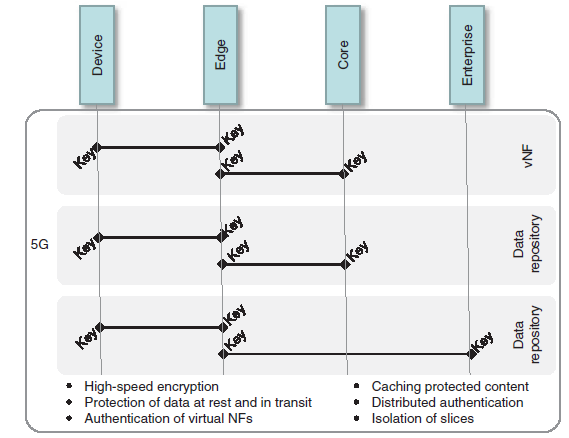 Device
Edge
Core
Enterprise
5G
Key
Key
Key
Key
vNF
Key
Key
Key
Key
Data
repository
Key
Key
Key
Key
Data
repository
• High-speed encryption
• Protection of data at rest and in transit
• Authentication of virtual NFs
• Caching protected content
• Distributed authentication
• Isolation of slices